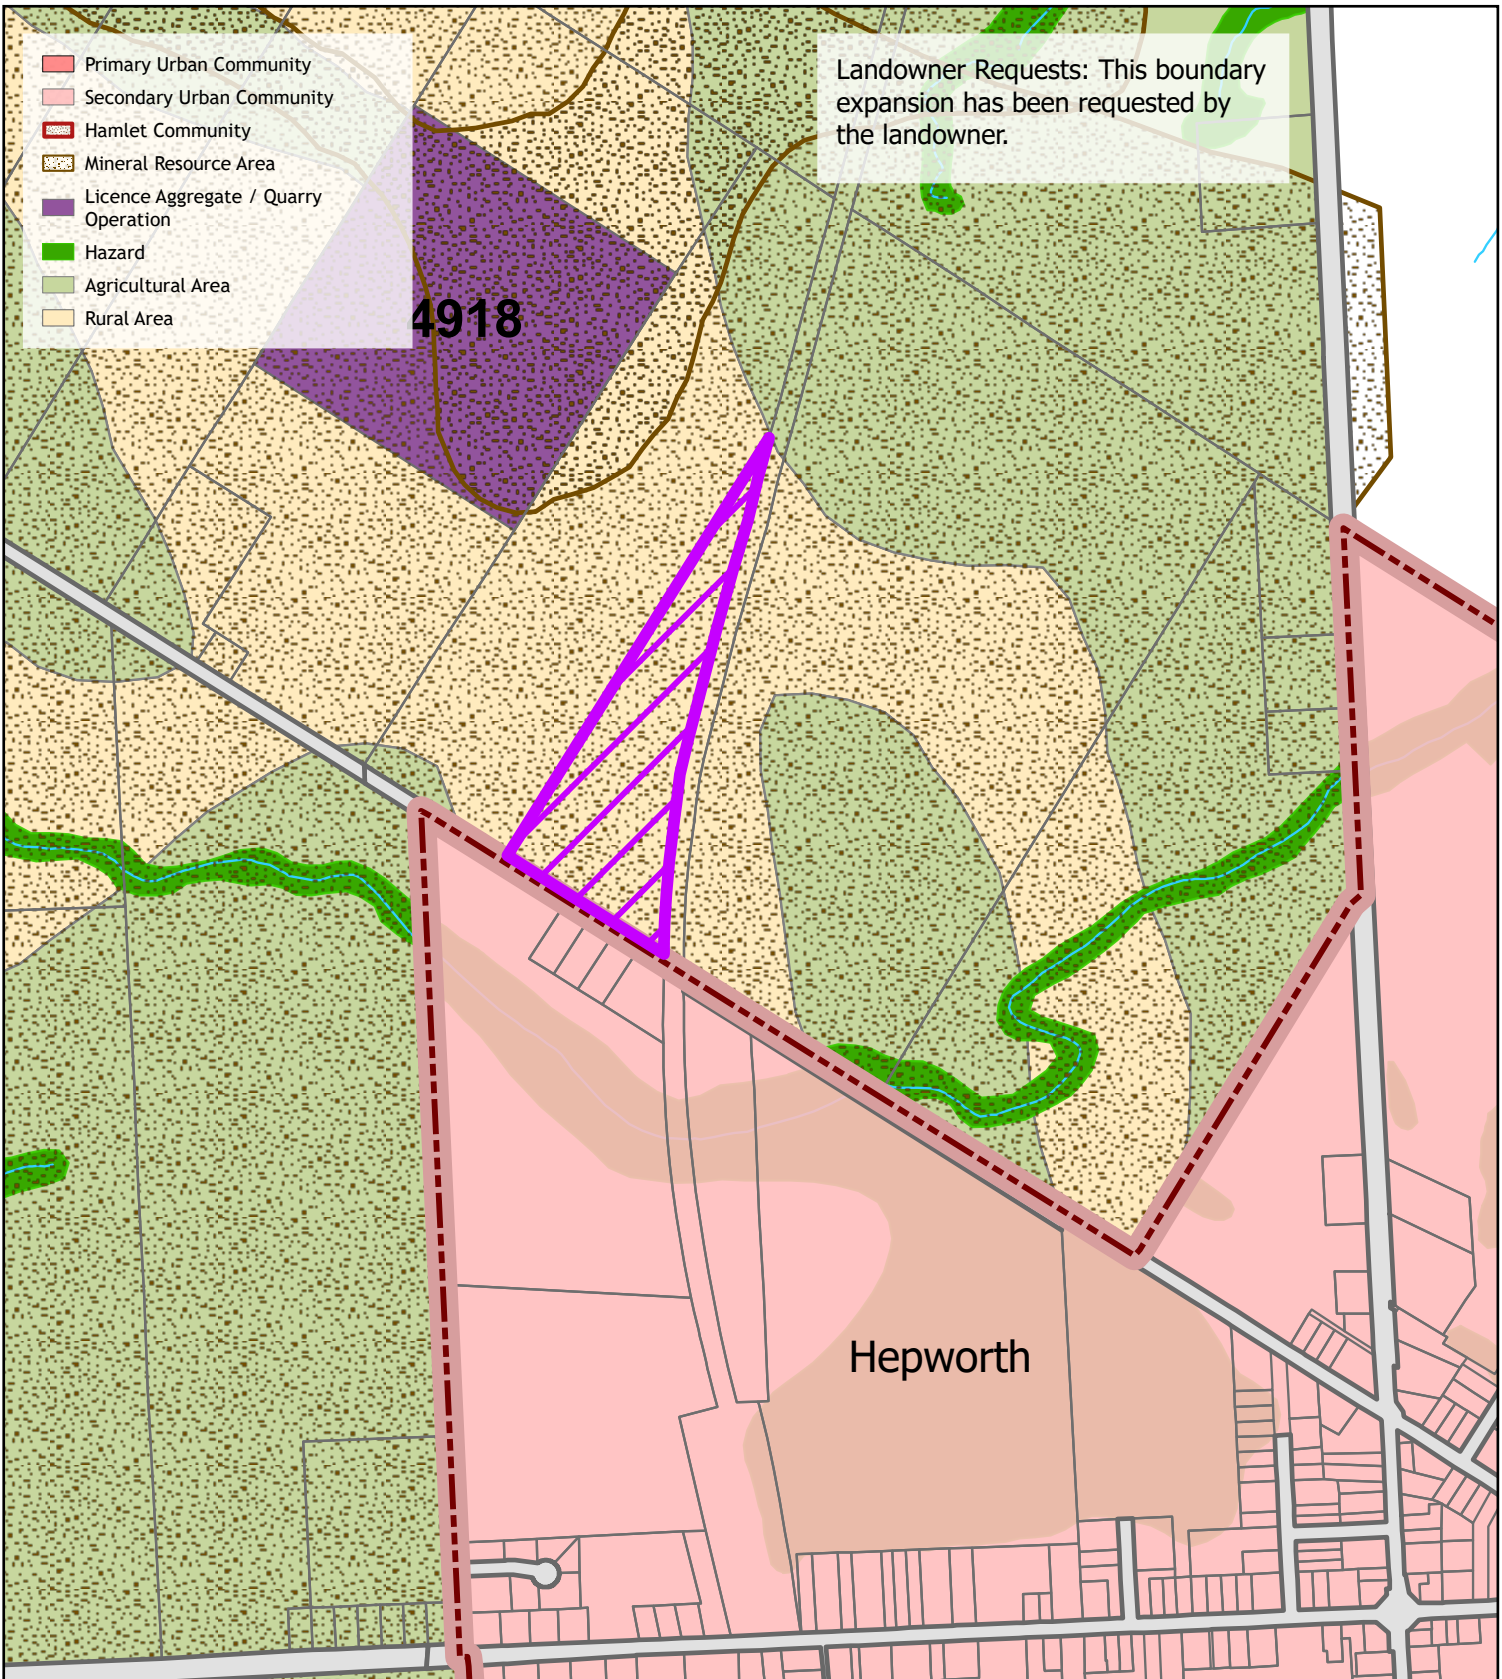 Primary Urban Community
Secondary Urban Community
Hamlet Community
Mineral Resource Area
Licence Aggregate / Quarry
Operation
Hazard
Agricultural Area
Rural Area
Landowner Requests: This boundary
expansion has been requested by
the landowner.
4918
Hepworth